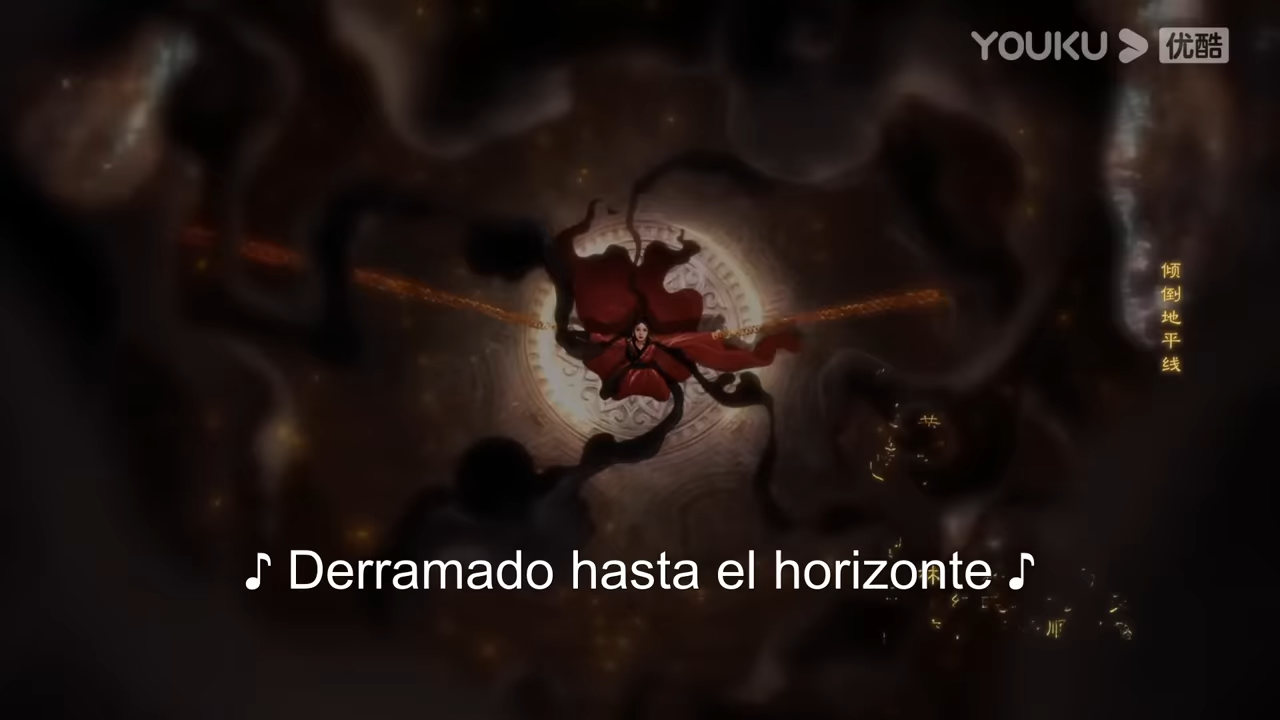 YOUKU 优酷
倾倒地平线
♪ Derramado hasta el horizonte ♪